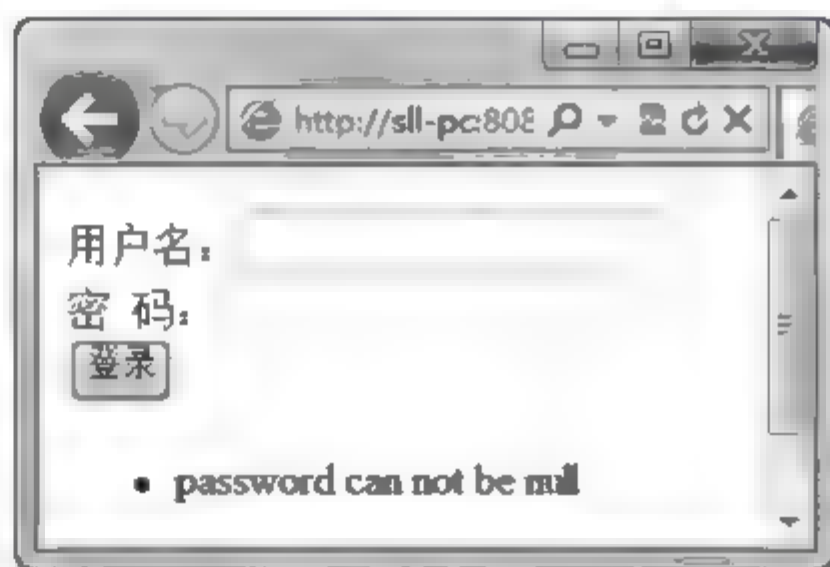 http://sll-pc:808
用户名：
密 码：
登录
• password can not be null